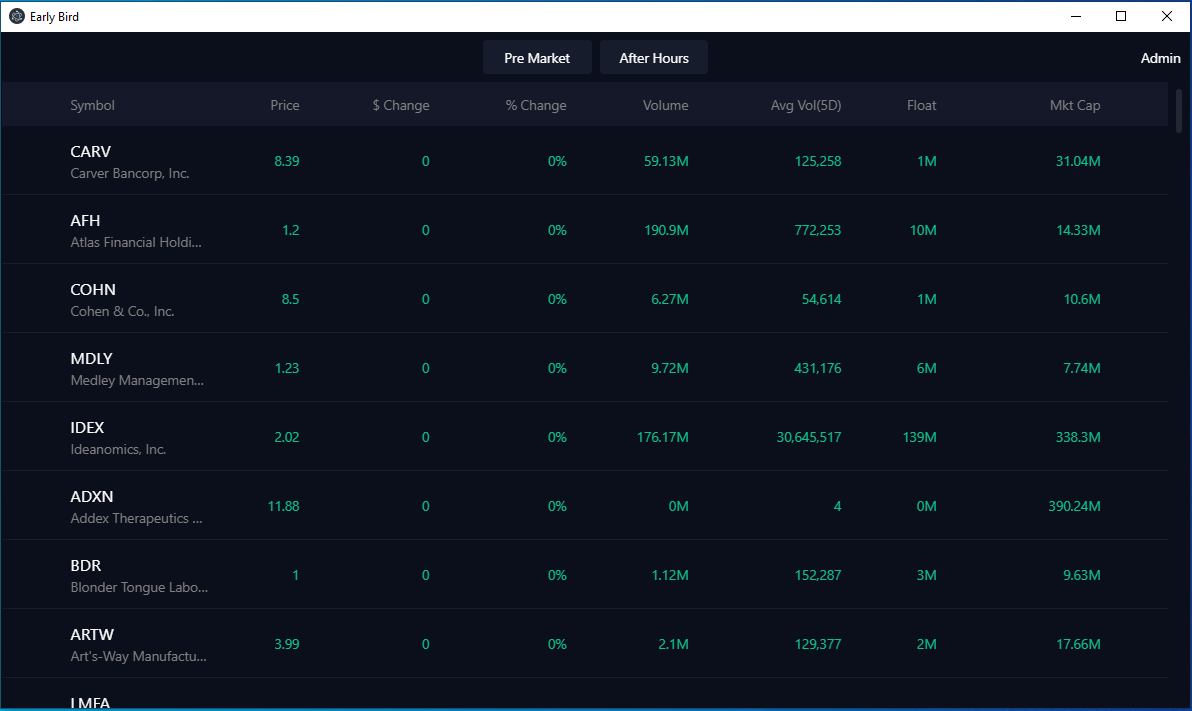 Early Bird
Pre Market After Hours Admin
Symbol Price $ Change % Change Volume Avg Vol(5D) Float Mkt Cap
CARV
Carver Bancorp, Inc.
8.39 0 0% 59.13M 125,258 1M 31.04M
AFH
Atlas Financial Holdi...
1.2 0 0% 190.9M 772,253 10M 14.33M
COHN
Cohen & Co., Inc.
8.5 0 0% 6.27M 54,614 1M 10.6M
MDLY
Medley Managemen...
1.23 0 0% 9.72M 431,176 6M 7.74M
IDEX
Ideanomics, Inc.
2.02 0 0% 176.17M 30,645,517 139M 338.3M
ADXN
Addex Therapeutics ...
11.88 0 0% 0M 4 0M 390.24M
BDR
Blonder Tongue Labo...
1 0 0% 1.12M 152,287 3M 9.63M
ARTW
Art's-Way Manufactu...
3.99 0 0% 2.1M 129,377 2M 17.66M
LMFA